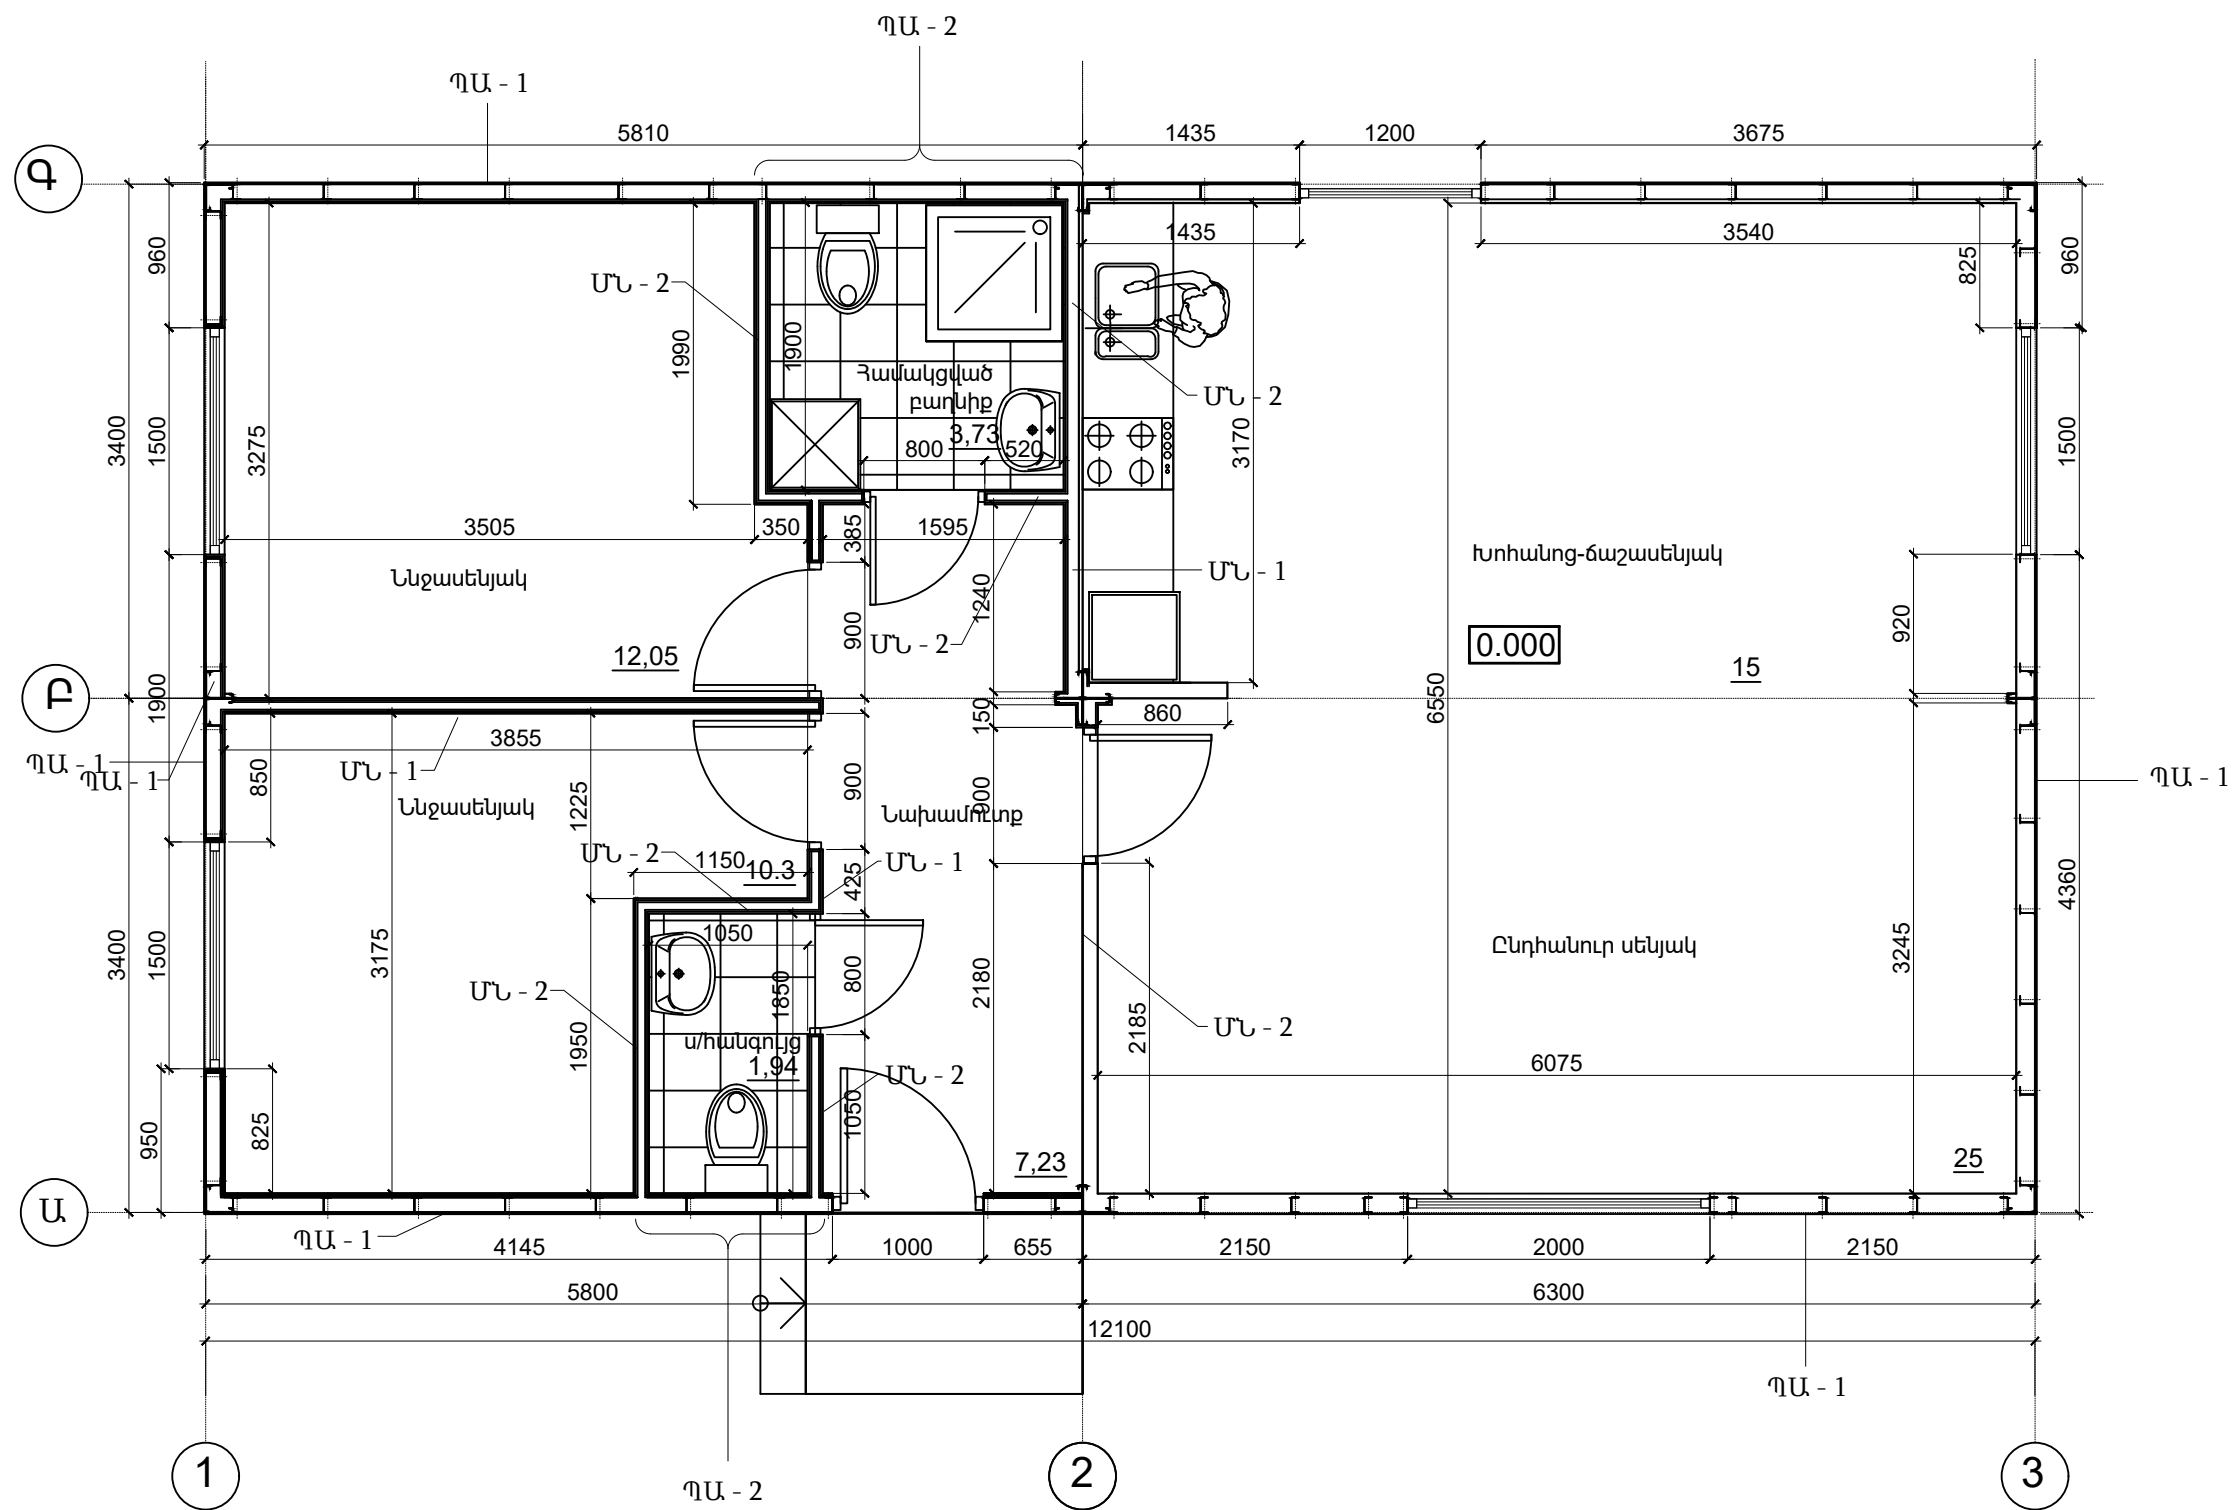 ՊԱ - 2
ՊԱ - 1
5810
1435
1200
3675
Գ
960
1435
3540
825
960
ՄՆ - 2
1990
1900
Համակցված
բաղնիք
3,73
800
520
ՄՆ - 2
3170
3400
1500
3275
1500
3505
350
385
1595
Ննջասենյակ
Խոհանոց-ճաշասենյակ
ՄՆ - 1
1240
900
ՄՆ - 2
920
12,05
0.000
15
Բ
1900
6550
150
860
3855
ՊԱ - 1
ՊԱ - 1
850
ՄՆ - 1
1225
900
900
ՊԱ - 1
Ննջասենյակ
Նախամուտք
ՄՆ - 2
1150
10.3
425
ՄՆ - 1
4360
3400
1500
3175
1050
Ընդհանուր սենյակ
3245
ՄՆ - 2
1850
800
2180
2185
ՄՆ - 2
1950
ս/հանգույց
1,94
6075
ՄՆ - 2
950
825
1050
7,23
25
Ա
ՊԱ - 1
4145
1000
655
2150
2000
2150
5800
6300
12100
ՊԱ - 1
1
2
3
ՊԱ - 2